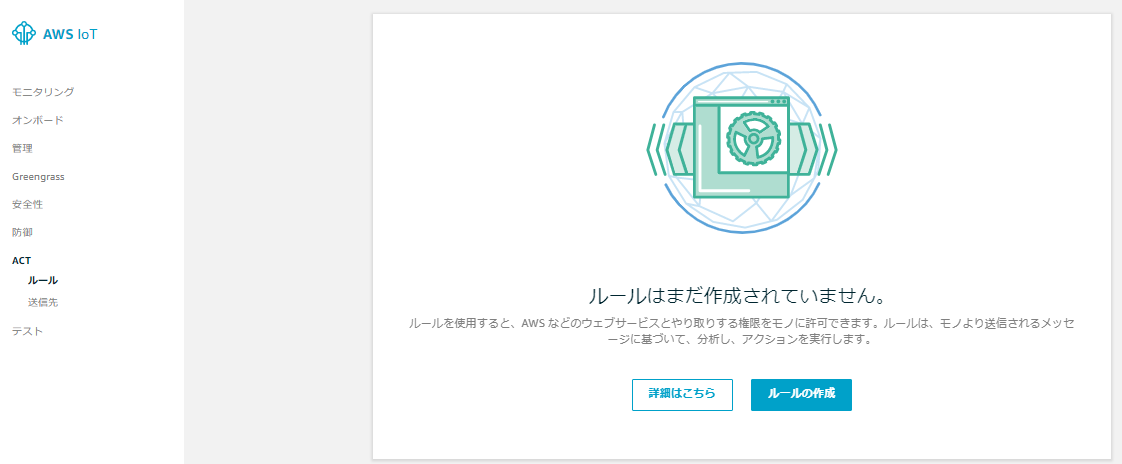 AWS IoT
モニタリング
オンボード
管理
Greengrass
安全性
防御
ACT
ルール
送信先
テスト
ルールはまだ作成されていません。
ルールを使用すると、AWS などのウェブサービスとやり取りする権限をモノに許可できます。ルールは、モノより送信されるメッセ
ージに基づいて、分析し、アクションを実行します。
詳細はこちら
ルールの作成